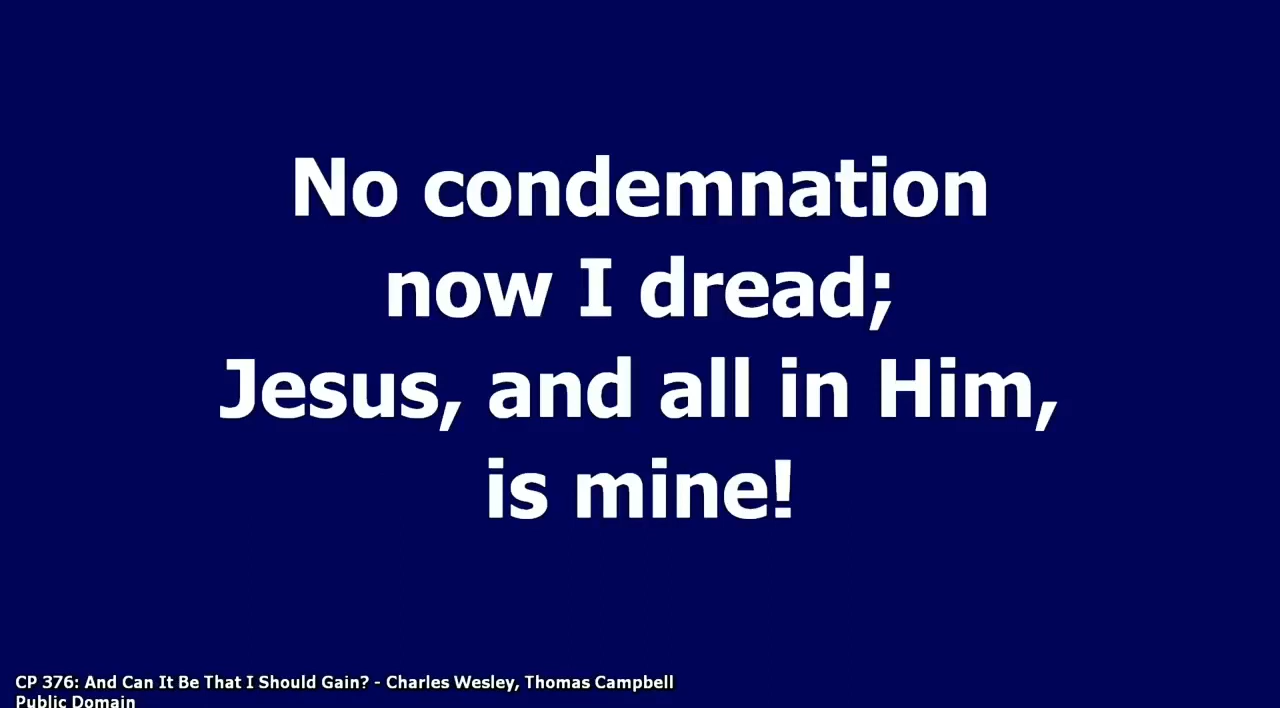 No condemnation
now I dread;
Jesus, and all in Him,
is mine!
CP 376: And Can It Be That I Should Gain? - Charles Wesley, Thomas Campbell
Public Domain